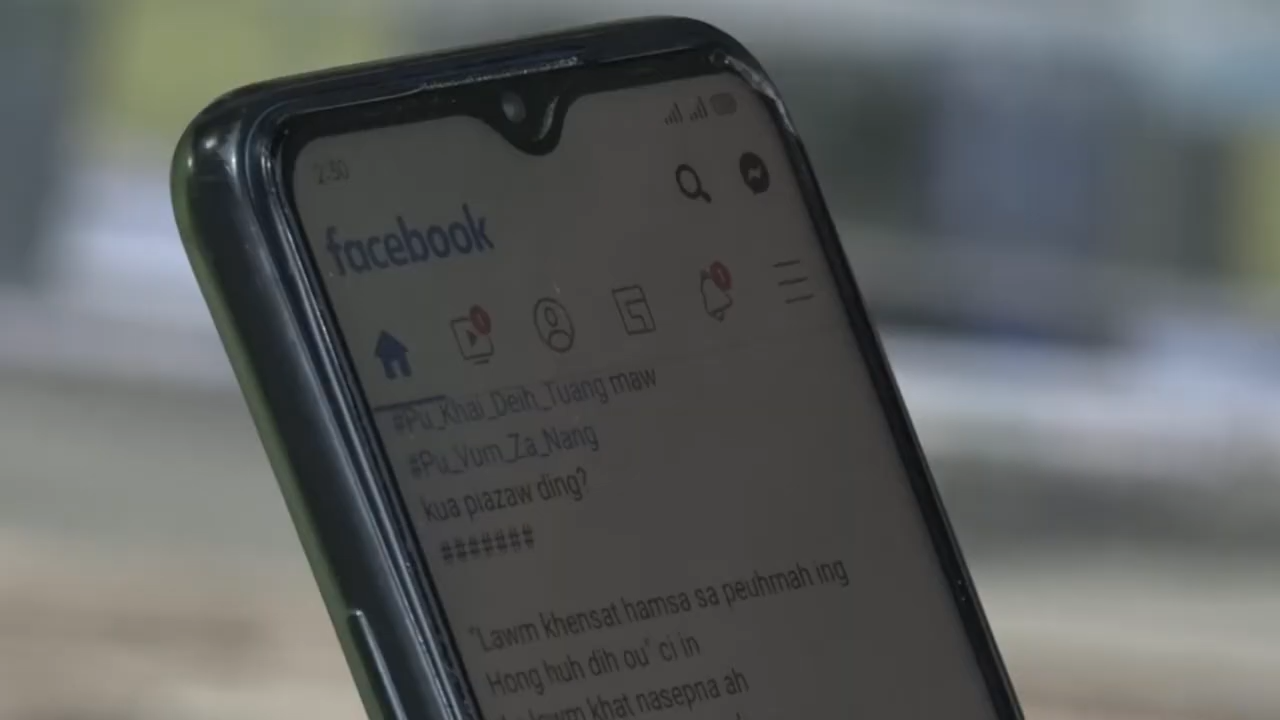 2:50
facebook
#Pu_Khai_Deih_Tuang maw
#Pu_Vum_Za_Nang
kua piazaw ding?
#######
"Lawm khensat hamsa sa peuhmah ing
Hong huh dih ou" ci in
lawm khat nasepna ah